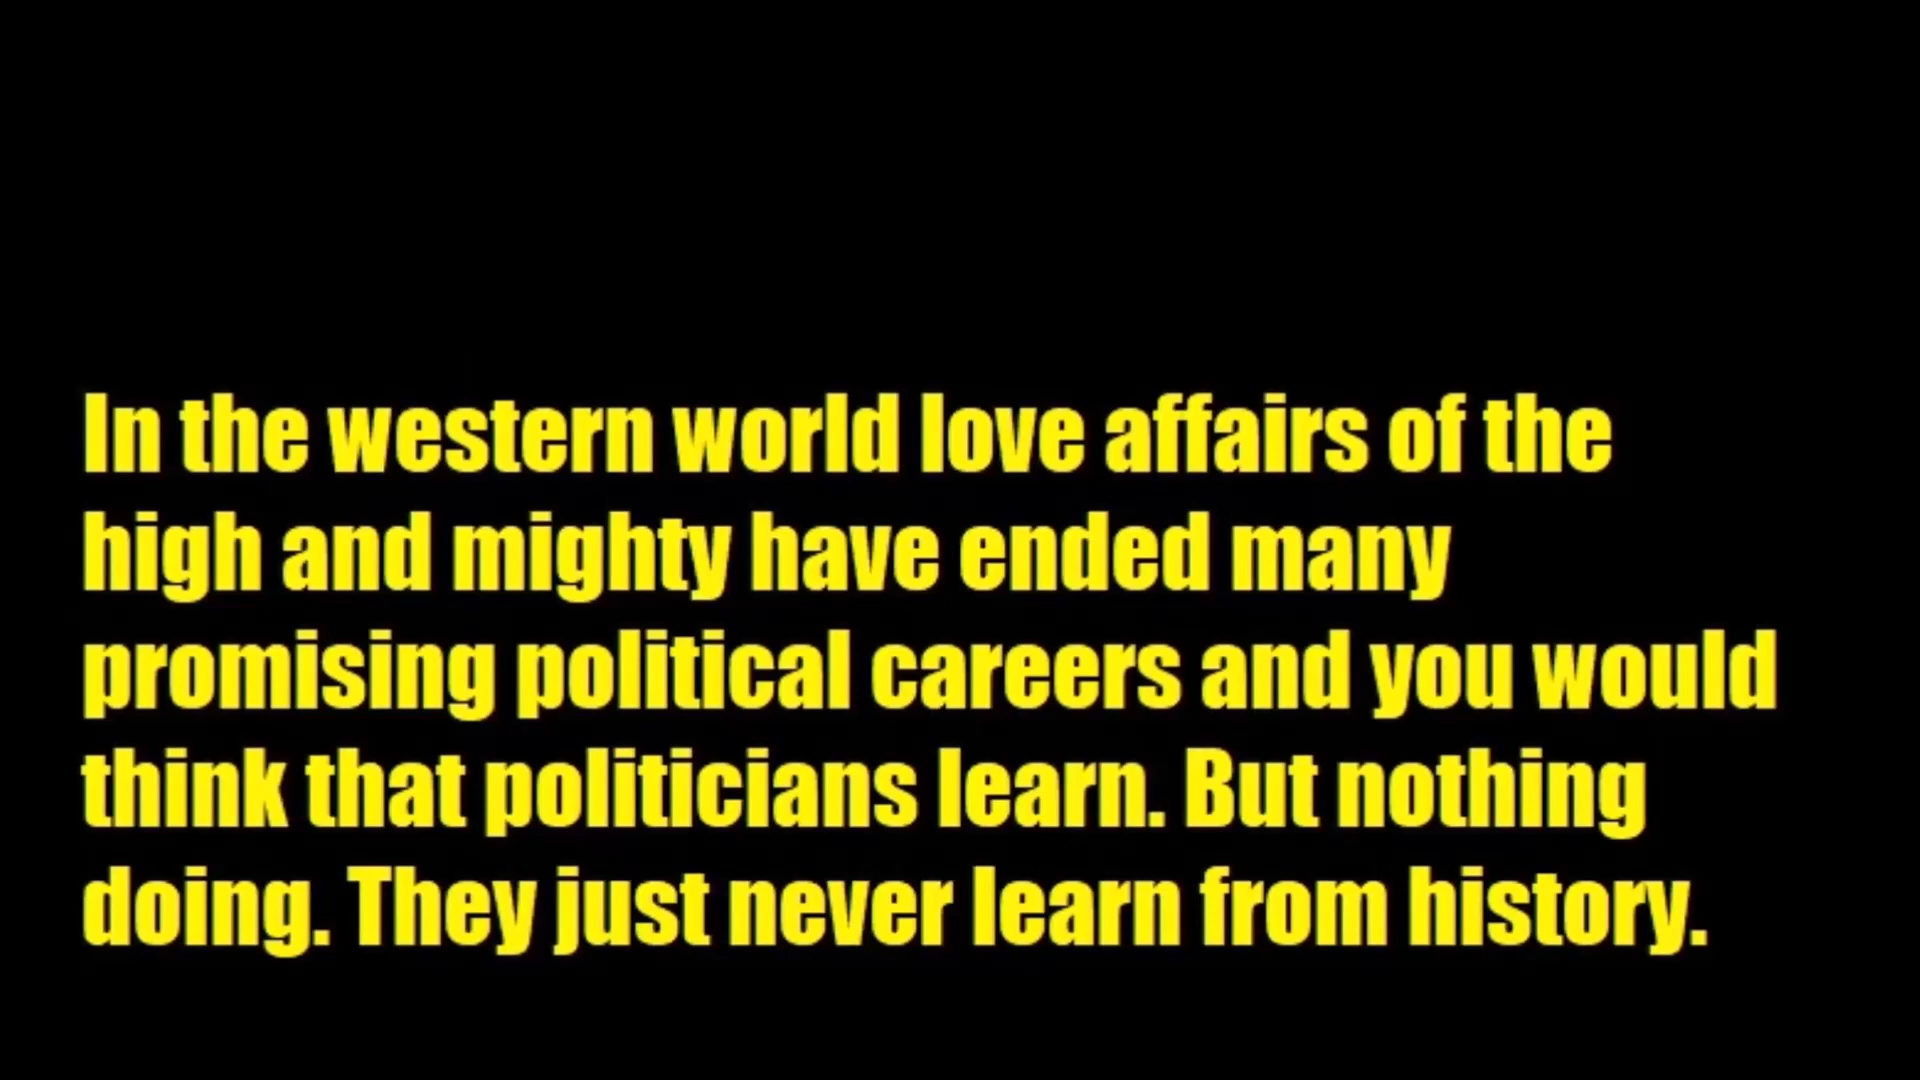 In the western world love affairs of the
high and mighty have ended many
promising political careers and you would
think that politicians learn. But nothing
doing. They just never learn from history.